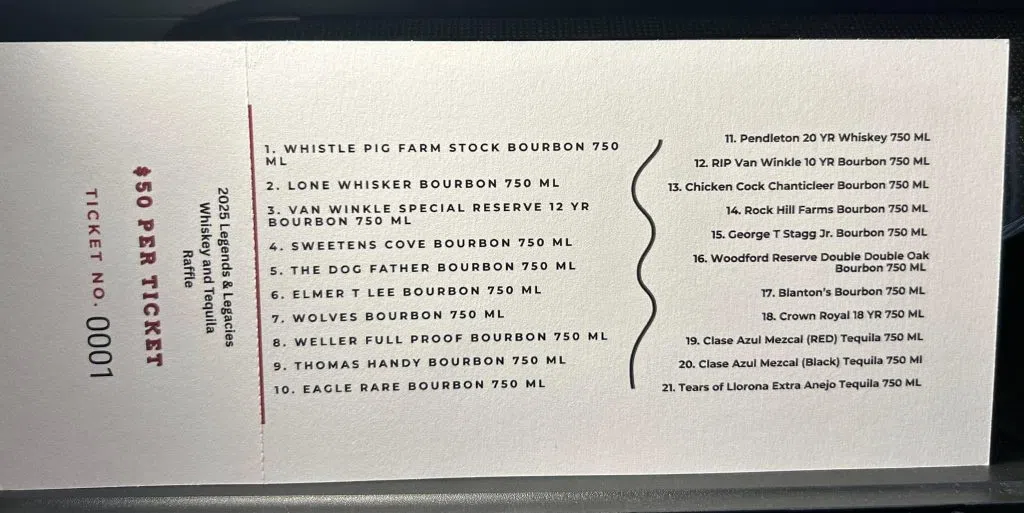 $50 PER TICKET
TICKET NO. 0001
2025 Legends & Legacies
Whiskey and Tequila
Raffle
1. WHISTLE PIG FARM STOCK BOURBON 750
ML
2. LONE WHISKER BOURBON 750 ML
3. VAN WINKLE SPECIAL RESERVE 12 YR
BOURBON 750 ML
4. SWEETENS COVE BOURBON 750 ML
5. THE DOG FATHER BOURBON 750 ML
6. ELMER T LEE BOURBON 750 ML
7. WOLVES BOURBON 750 ML
8. WELLER FULL PROOF BOURBON 750 ML
9. THOMAS HANDY BOURBON 750 ML
10. EAGLE RARE BOURBON 750 ML
11. Pendleton 20 YR Whiskey 750 ML
12. RIP Van Winkle 10 YR Bourbon 750 ML
13. Chicken Cock Chanticleer Bourbon 750 ML
14. Rock Hill Farms Bourbon 750 ML
15. George T Stagg Jr. Bourbon 750 ML
16. Woodford Reserve Double Double Oak
Bourbon 750 ML
17. Blanton's Bourbon 750 ML
18. Crown Royal 18 YR 750 ML
19. Clase Azul Mezcal (RED) Tequila 750 ML
20. Clase Azul Mezcal (Black) Tequila 750 Ml
21. Tears of Llorona Extra Anejo Tequila 750 ML